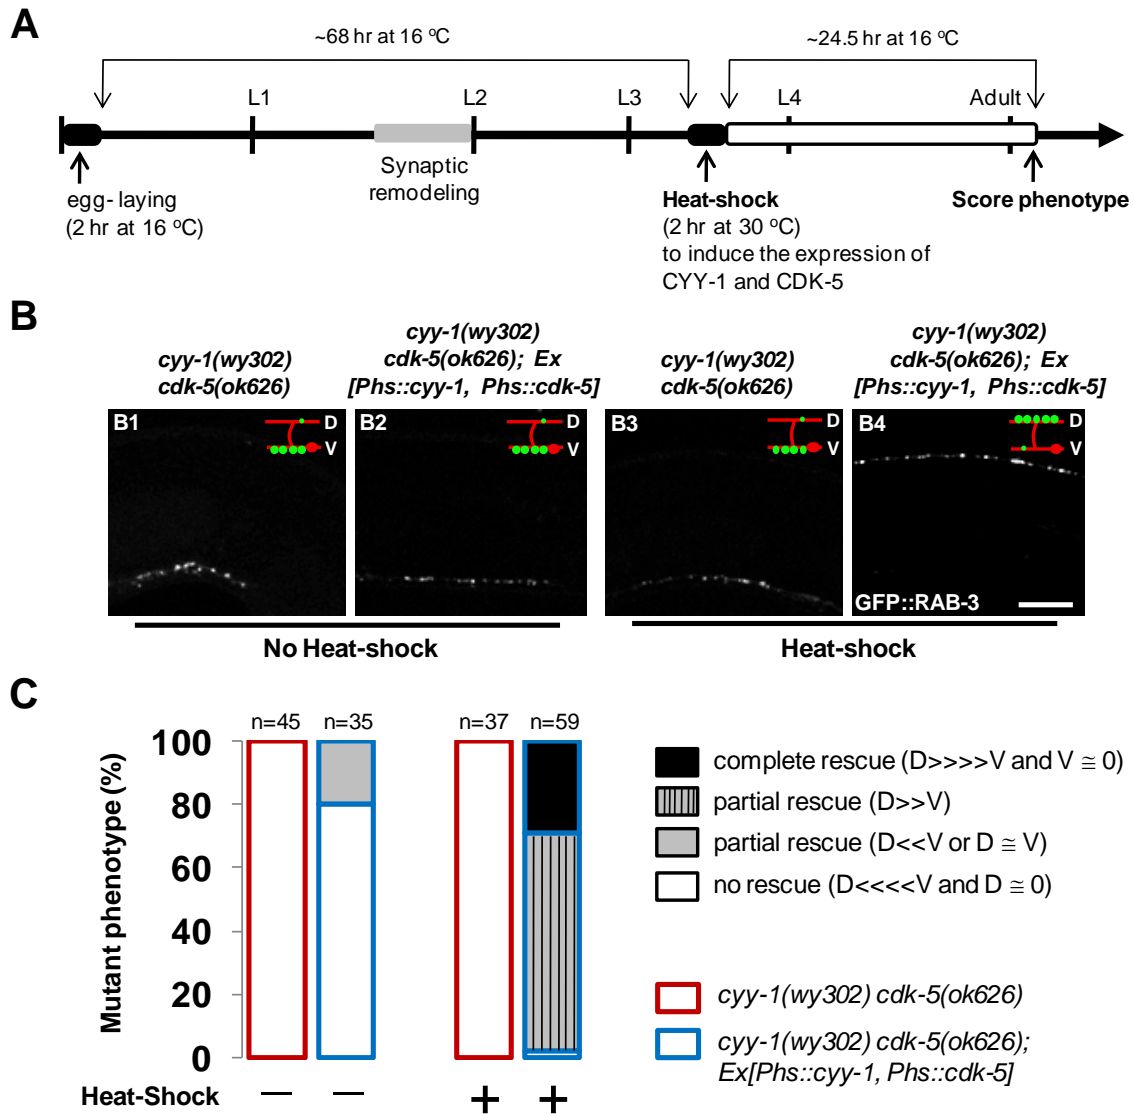 A
~68 hr at 16 ºC
~24.5 hr at 16 ºC
L1
L2
L3
L4
Adult
Synaptic
remodeling
egg- laying
(2 hr at 16 ºC)
Heat-shock
(2 hr at 30 ºC)
to induce the expression of
CYY-1 and CDK-5
Score phenotype
B
cyy-1(wy302)
cdk-5(ok626)
cyy-1(wy302)
cdk-5(ok626); Ex
[Phs::cyy-1, Phs::cdk-5]
cyy-1(wy302)
cdk-5(ok626)
cyy-1(wy302)
cdk-5(ok626); Ex
[Phs::cyy-1, Phs::cdk-5]
B1
D
V
B2
D
V
B3
D
V
B4
D
V
GFP::RAB-3
No Heat-shock
Heat-shock
C
n=45
n=35
n=37
n=59
Mutant phenotype (%)
100
80
60
40
20
0
Heat-Shock
—
—
+
+
complete rescue (D>>>>V and V ≅ 0)
partial rescue (D>>V)
partial rescue (D<<V or D ≅ V)
no rescue (D<<<<V and D ≅ 0)
cyy-1(wy302) cdk-5(ok626)
cyy-1(wy302) cdk-5(ok626);
Ex[Phs::cyy-1, Phs::cdk-5]